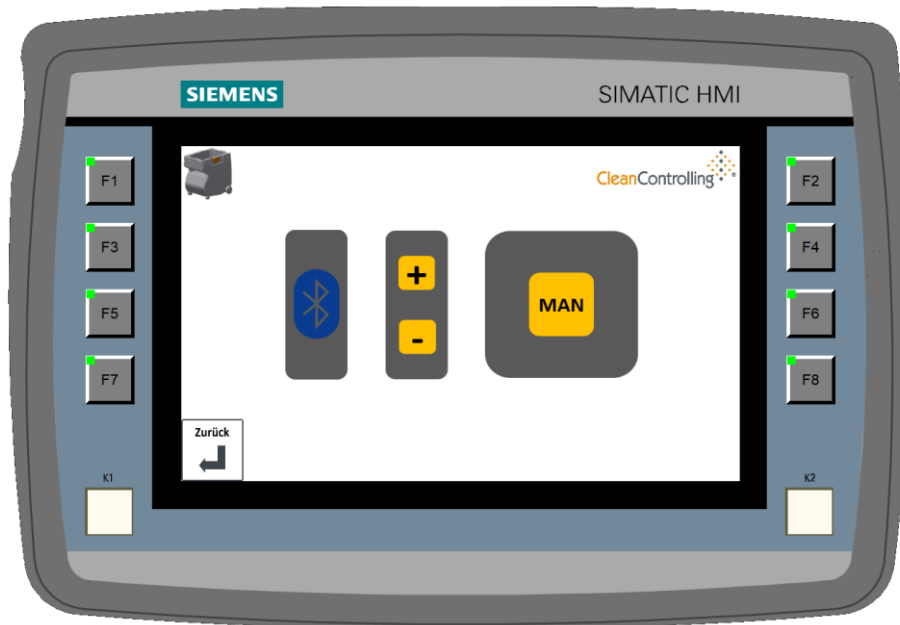 SIEMENS
SIMATIC HMI
F1
F2
CleanControlling
F3
F4
+
MAN
F5
F6
-
F7
F8
Zurück
K1
K2